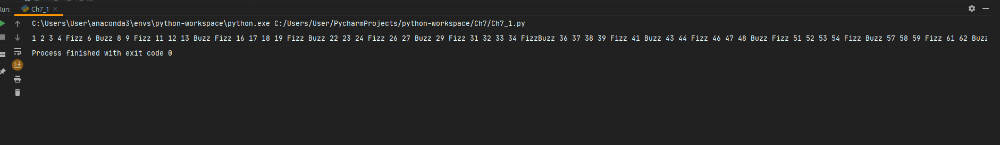 Run:
Ch7_1
C:\Users\User\anaconda3\envs\python-workspace\python.exe C:/Users/User/PycharmProjects/python-workspace/Ch7/Ch7_1.py
1 2 3 4 Fizz 6 Buzz 8 9 Fizz 11 12 13 Buzz Fizz 16 17 18 19 Fizz Buzz 22 23 24 Fizz 26 27 Buzz 29 Fizz 31 32 33 34 FizzBuzz 36 37 38 39 Fizz 41 Buzz 43 44 Fizz 46 47 48 Buzz Fizz 51 52 53 54 Fizz Buzz 57 58 59 Fizz 61 62 Buzz
Process finished with exit code 0